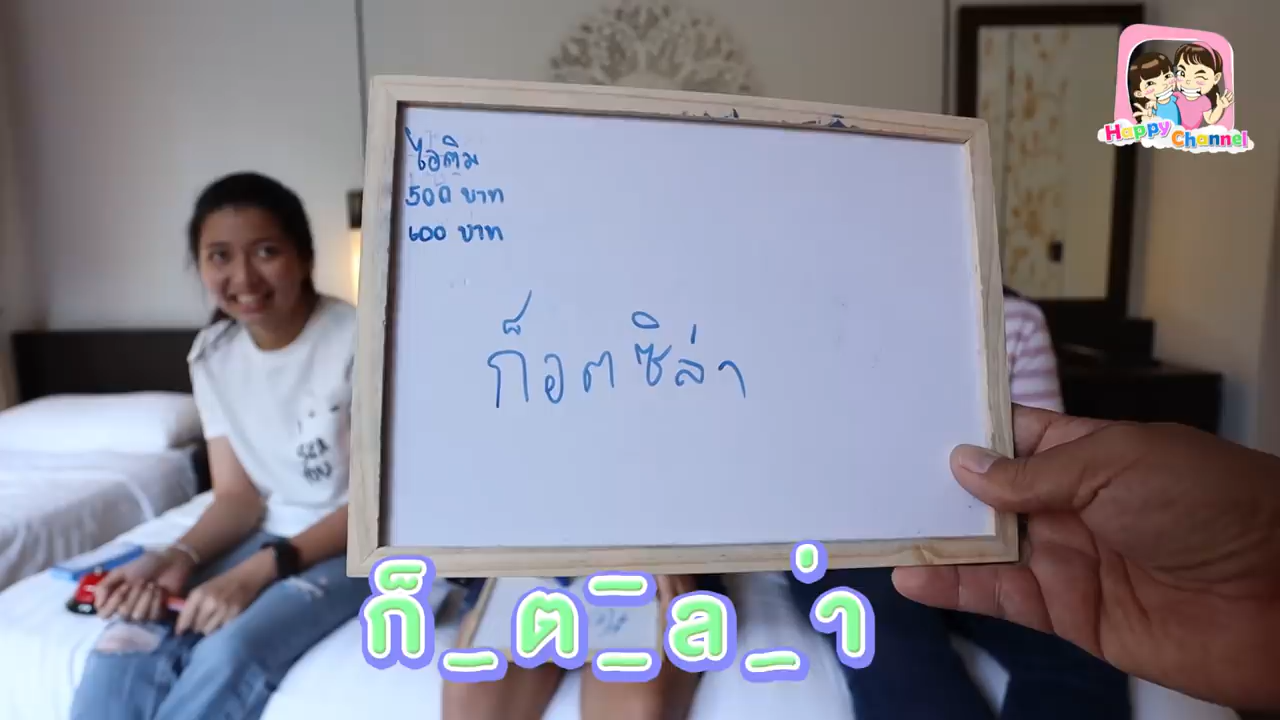 Happy Channel
ไอติม
500 บาท
600 บาท
ก็อตซิล่า
ก็_ต_ิล_่า